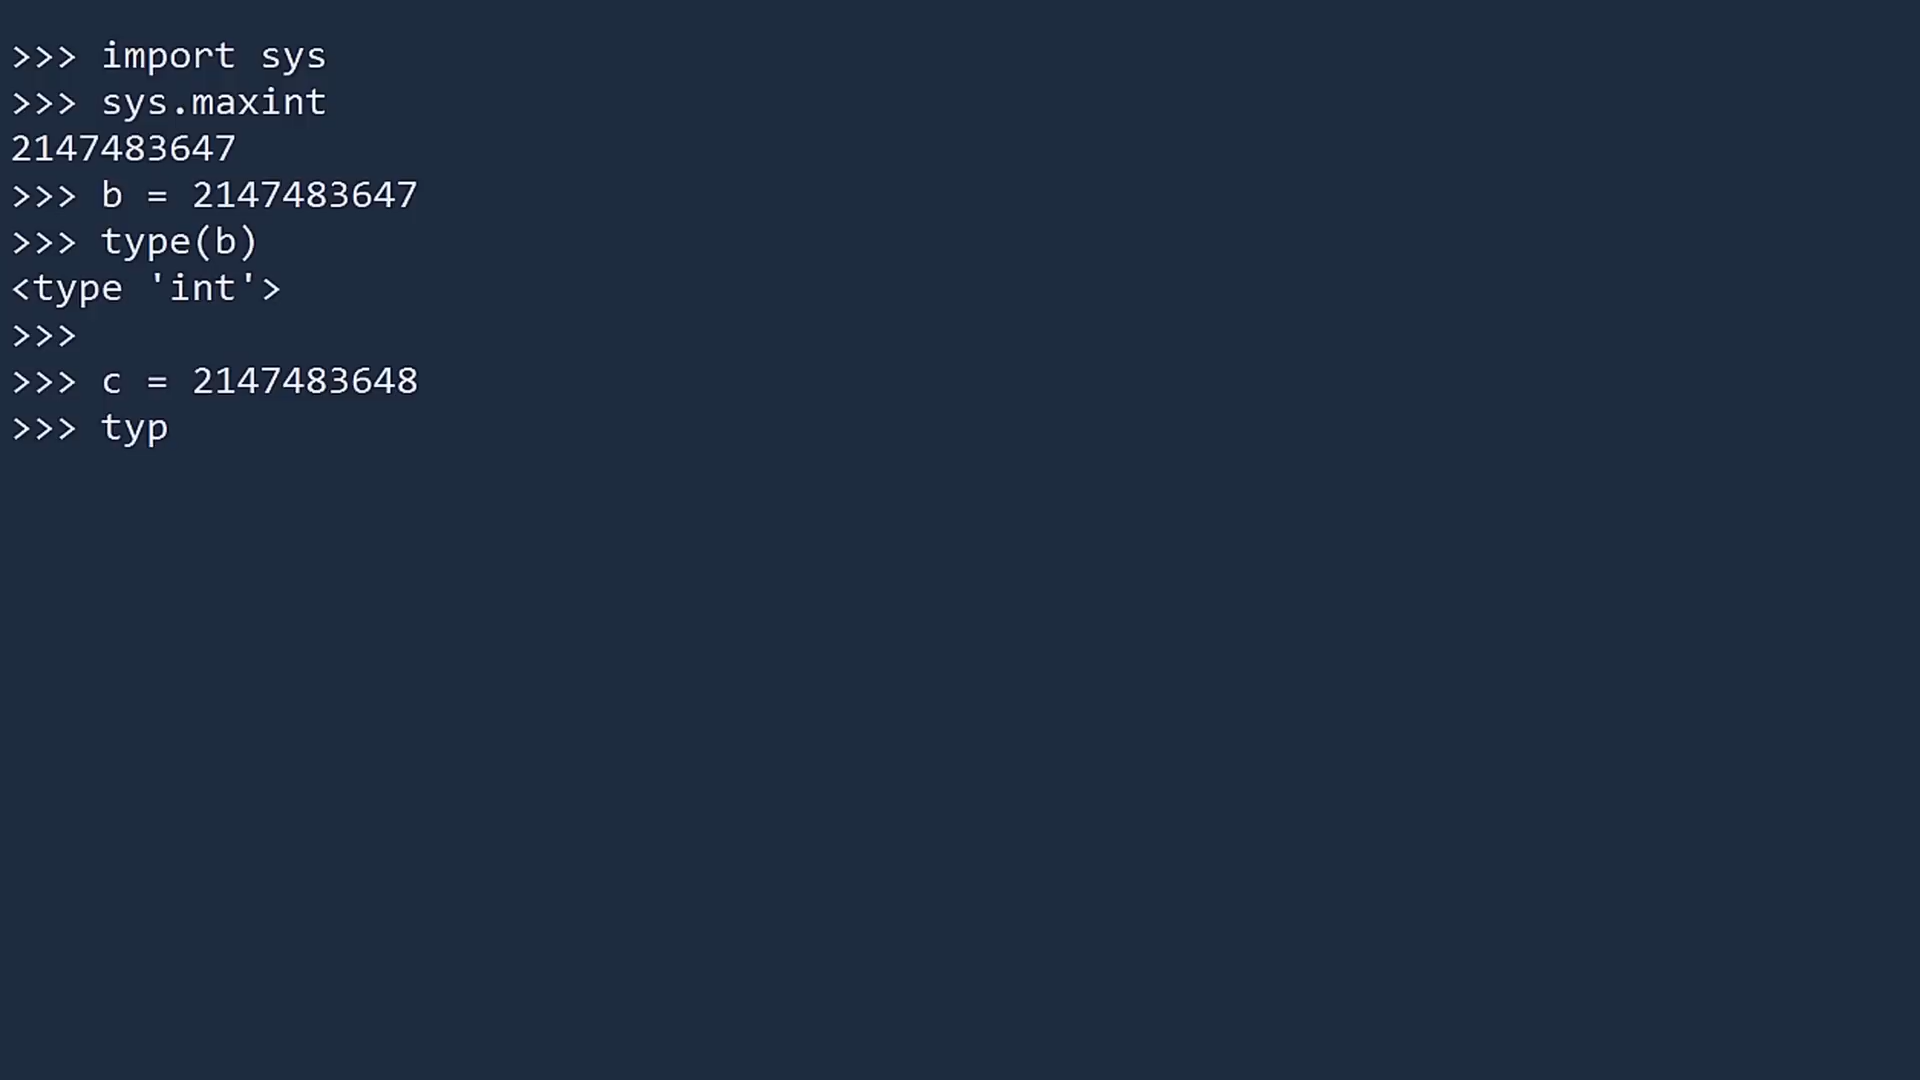 >>> import sys
>>> sys.maxint
2147483647
>>> b = 2147483647
>>> type(b)
<type 'int'>
>>>
>>> c = 2147483648
>>> typ